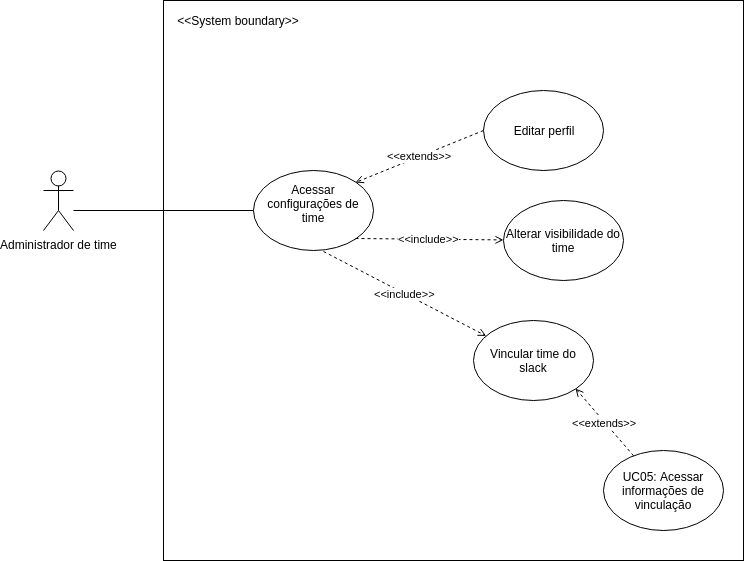 <<System boundary>>
Editar perfil
<<extends>>
Acessar
configurações de
time
Administrador de time
Alterar visibilidade do
time
<<include>>
<<include>>
Vincular time do
slack
<<extends>>
UC05: Acessar
informações de
vinculação